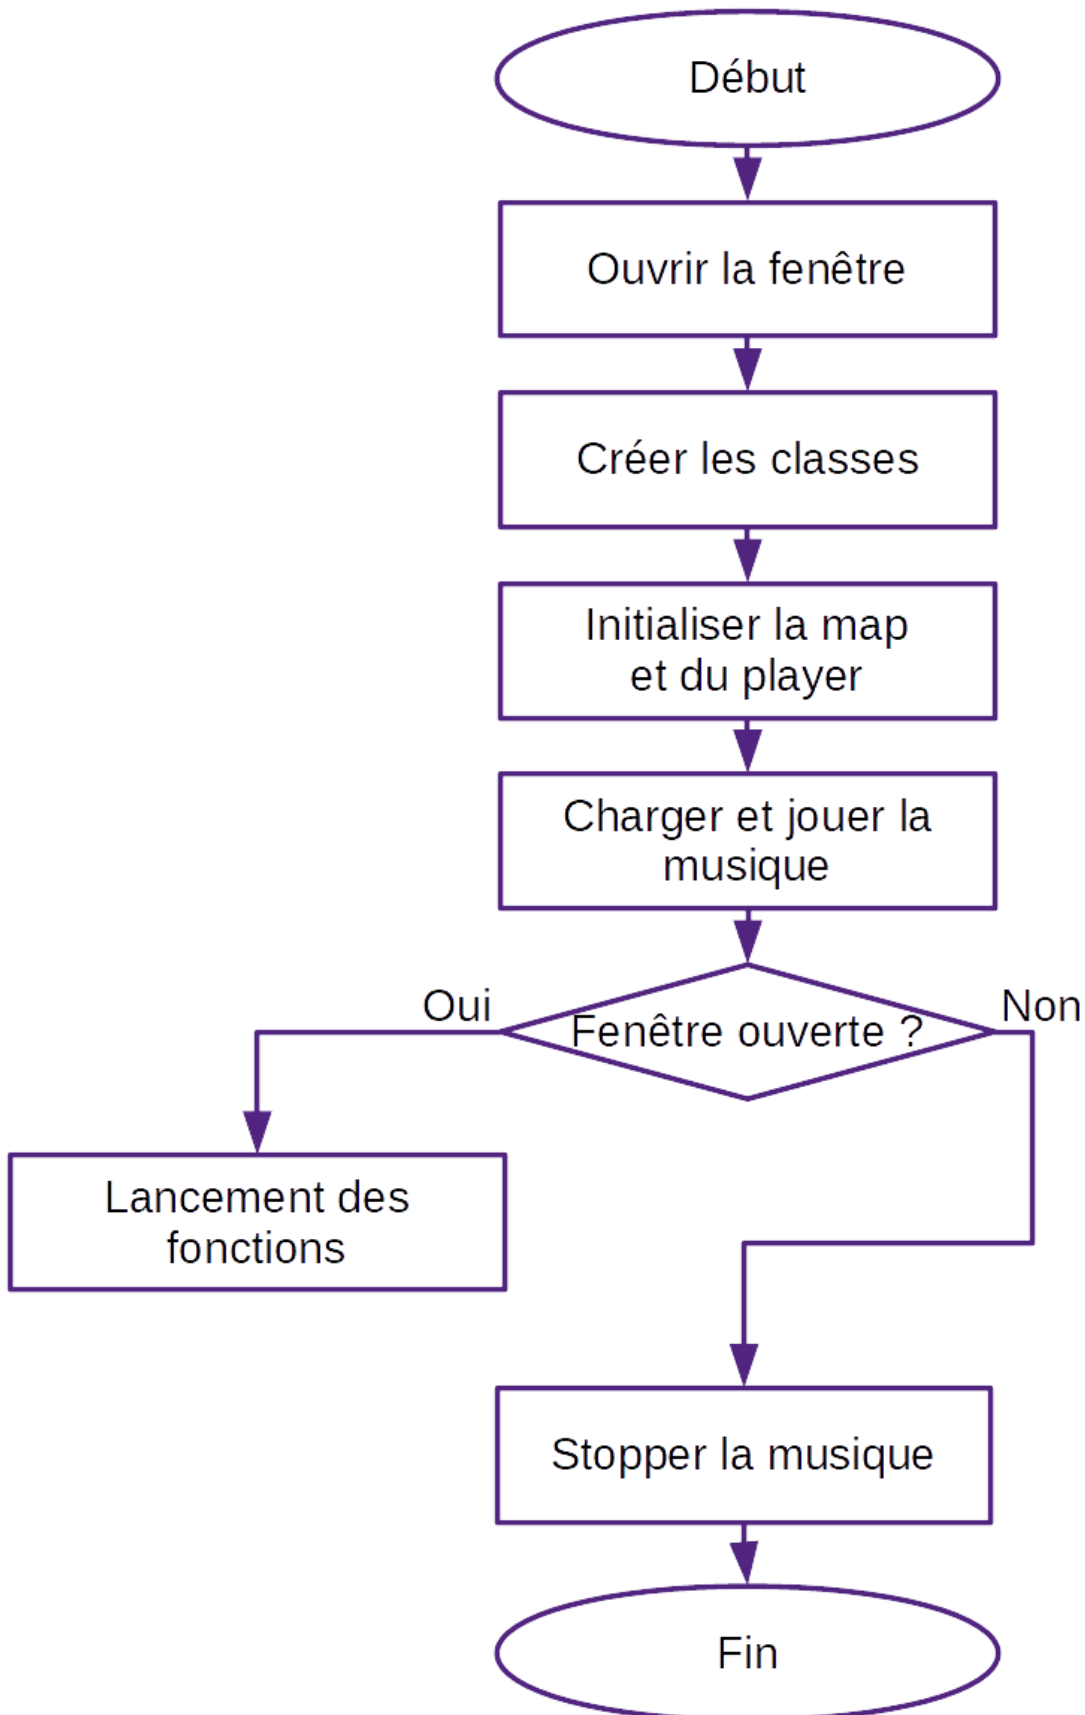 Début
Ouvrir la fenêtre
Créer les classes
Initialiser la map
et du player
Charger et jouer la
musique
Oui
Non
Fenêtre ouverte ?
Lancement des
fonctions
Stopper la musique
Fin